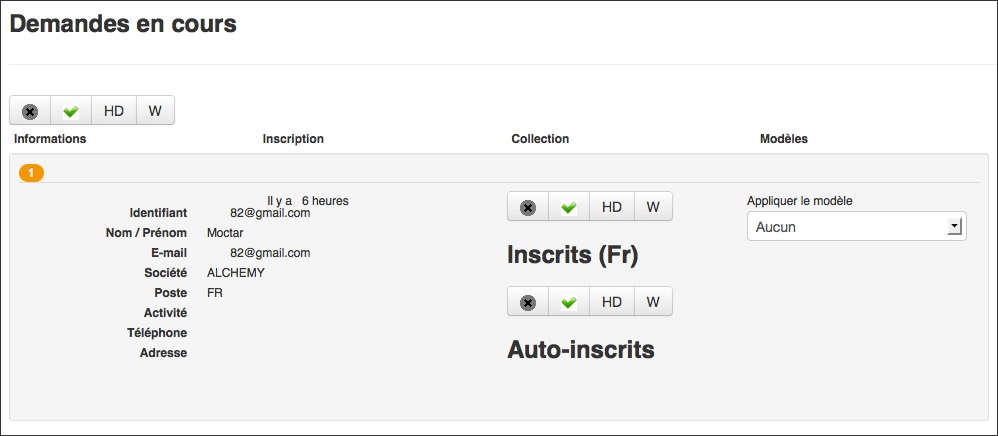 Demandes en cours
HD W
Informations Inscription Collection Modèles
1
Il y a 6 heures
Identifiant 82@gmail.com
Nom / Prénom Moctar
E-mail 82@gmail.com
Société ALCHEMY
Poste FR
Activité
Téléphone
Adresse
HD W
Inscrits (Fr)
HD W
Auto-inscrits
Appliquer le modèle
Aucun